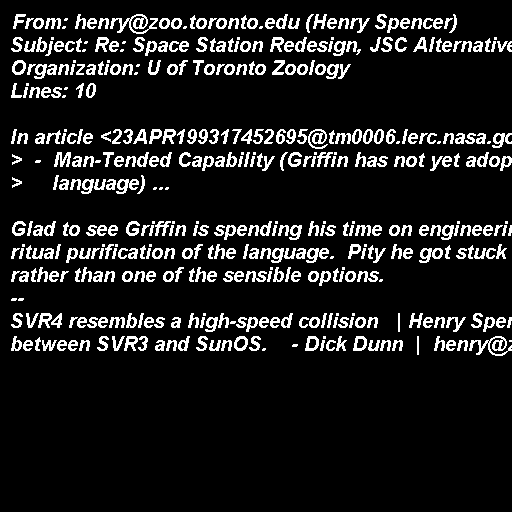 From: henry@zoo.toronto.edu (Henry Spencer)
Subject: Re: Space Station Redesign, JSC Alternative
Organization: U of Toronto Zoology
Lines: 10

In article <23APR199317452695@tm0006.lerc.nasa.go
>  -  Man-Tended Capability (Griffin has not yet adop
>     language) ...

Glad to see Griffin is spending his time on engineerin
ritual purification of the language.  Pity he got stuck
rather than one of the sensible options.
--
SVR4 resembles a high-speed collision   | Henry Spen
between SVR3 and SunOS.    - Dick Dunn  |  henry@z